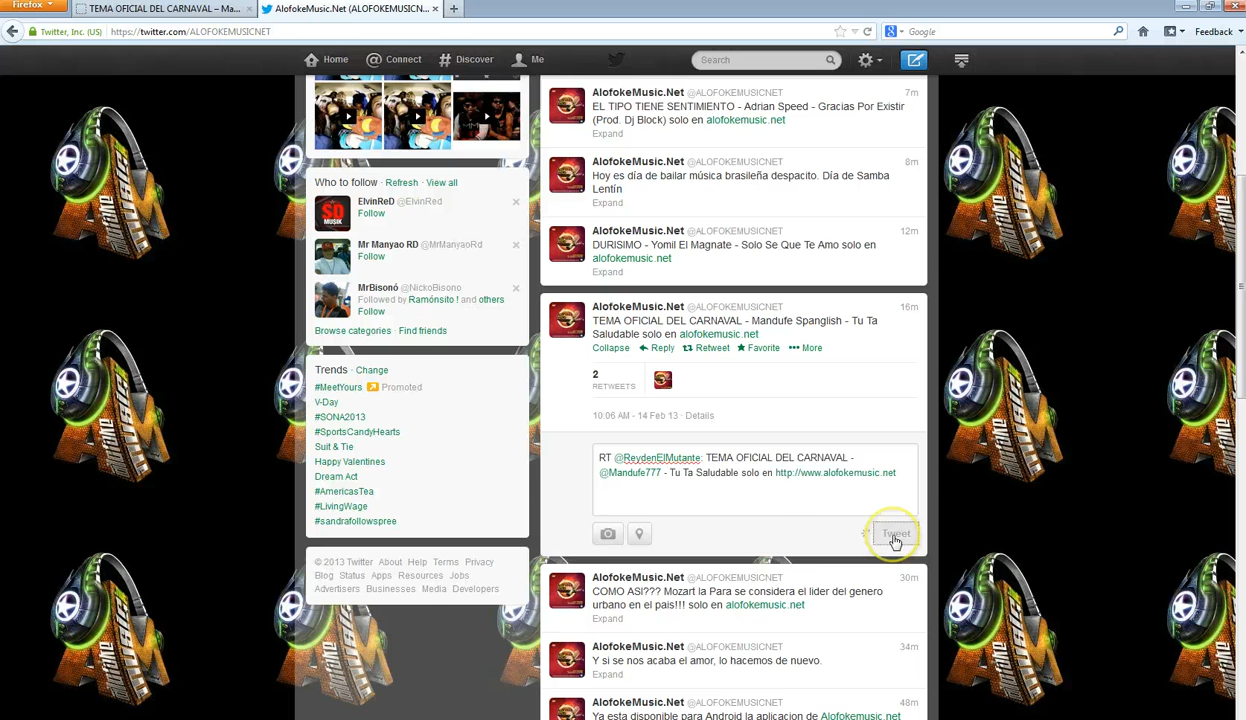 Firefox
TEMA OFICIAL DEL CARNAVAL – Ma...
AlofokeMusic.Net (ALOFOKEMUSICN...
Twitter, Inc. (US)
https://twitter.com/ALOFOKEMUSICNET
Google
Feedback
Home
Connect
Discover
Me
Search
Who to follow · Refresh · View all
ElvinReD @ElvinRed
Follow
Mr Manyao RD @MrManyaoRd
Follow
MrBisonó @NickoBisono
Followed by Ramónsito ! and others
Follow
Browse categories · Find friends
Trends · Change
#MeetYours Promoted
V-Day
#SONA2013
#SportsCandyHearts
Suit & Tie
Happy Valentines
Dream Act
#AmericasTea
#LivingWage
#sandrafollowspree
© 2013 Twitter About Help Terms Privacy
Blog Status Apps Resources Jobs
Advertisers Businesses Media Developers
AlofokeMusic.Net @ALOFOKEMUSICNET 7m
EL TIPO TIENE SENTIMIENTO - Adrian Speed - Gracias Por Existir
(Prod. Dj Block) solo en alofokemusic.net
Expand
AlofokeMusic.Net @ALOFOKEMUSICNET 8m
Hoy es día de bailar música brasileña despacito. Día de Samba
Lentín
Expand
AlofokeMusic.Net @ALOFOKEMUSICNET 12m
DURISIMO - Yomil El Magnate - Solo Se Que Te Amo solo en
alofokemusic.net
Expand
AlofokeMusic.Net @ALOFOKEMUSICNET 16m
TEMA OFICIAL DEL CARNAVAL - Mandufe Spanglish - Tu Ta
Saludable solo en alofokemusic.net
Collapse Reply Retweet Favorite More
2
RETWEETS
10:06 AM - 14 Feb 13 · Details
RT @ReydenElMutante: TEMA OFICIAL DEL CARNAVAL -
@Mandufe777 - Tu Ta Saludable solo en http://www.alofokemusic.net
Tweet
AlofokeMusic.Net @ALOFOKEMUSICNET 30m
COMO ASI??? Mozart la Para se considera el lider del genero
urbano en el pais!!! solo en alofokemusic.net
Expand
AlofokeMusic.Net @ALOFOKEMUSICNET 34m
Y si se nos acaba el amor, lo hacemos de nuevo.
Expand
AlofokeMusic.Net @ALOFOKEMUSICNET 48m
Ya esta disponible para Android la aplicacion de Alofokemusic.net